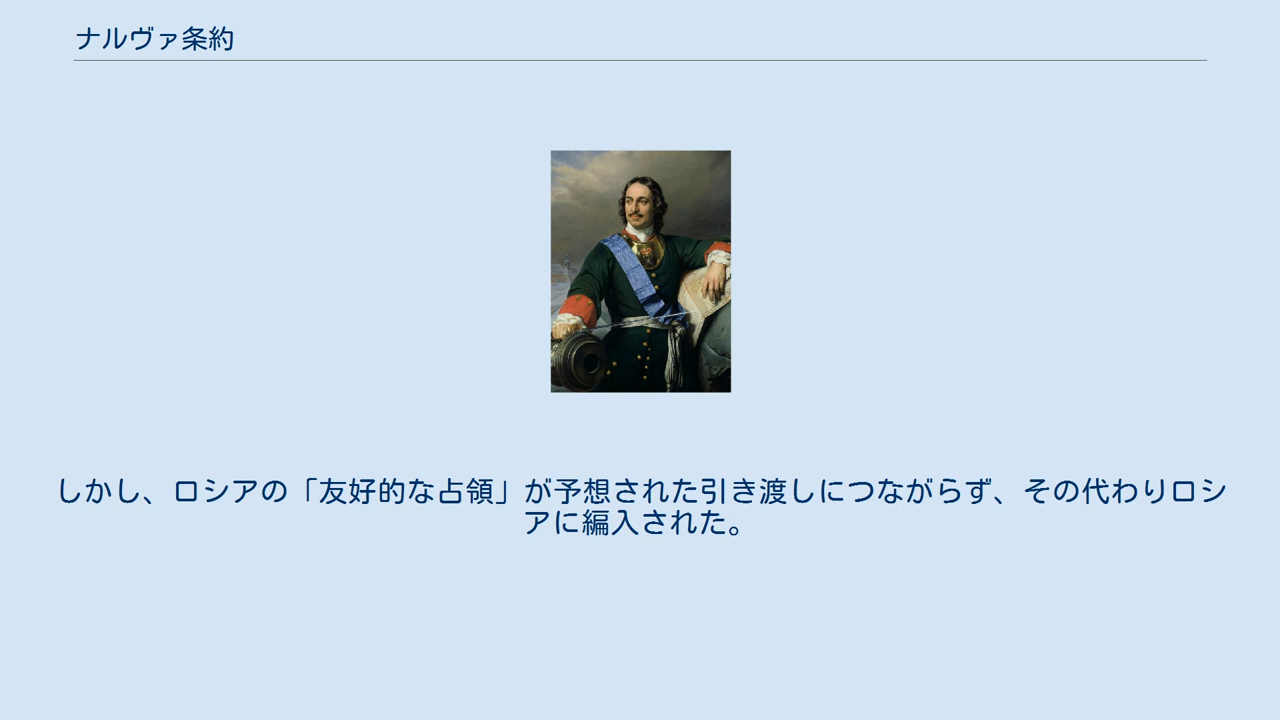 ナルヴァ条約
しかし、ロシアの「友好的な占領」が予想された引き渡しにつながらず、その代わりロシ
アに編入された。